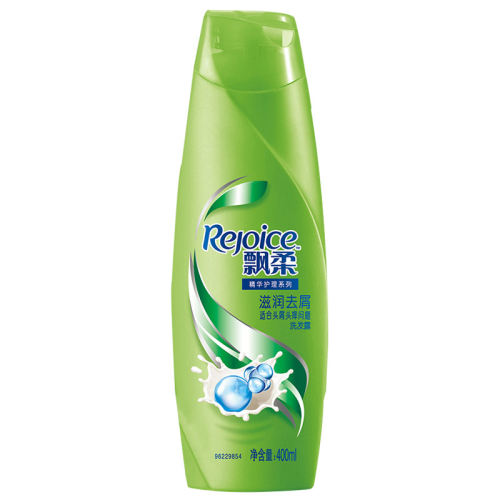 Rejoice™
飘柔
精华护理系列
滋润去屑
适合头屑头痒问题
洗发露
96229854
净含量:400ml